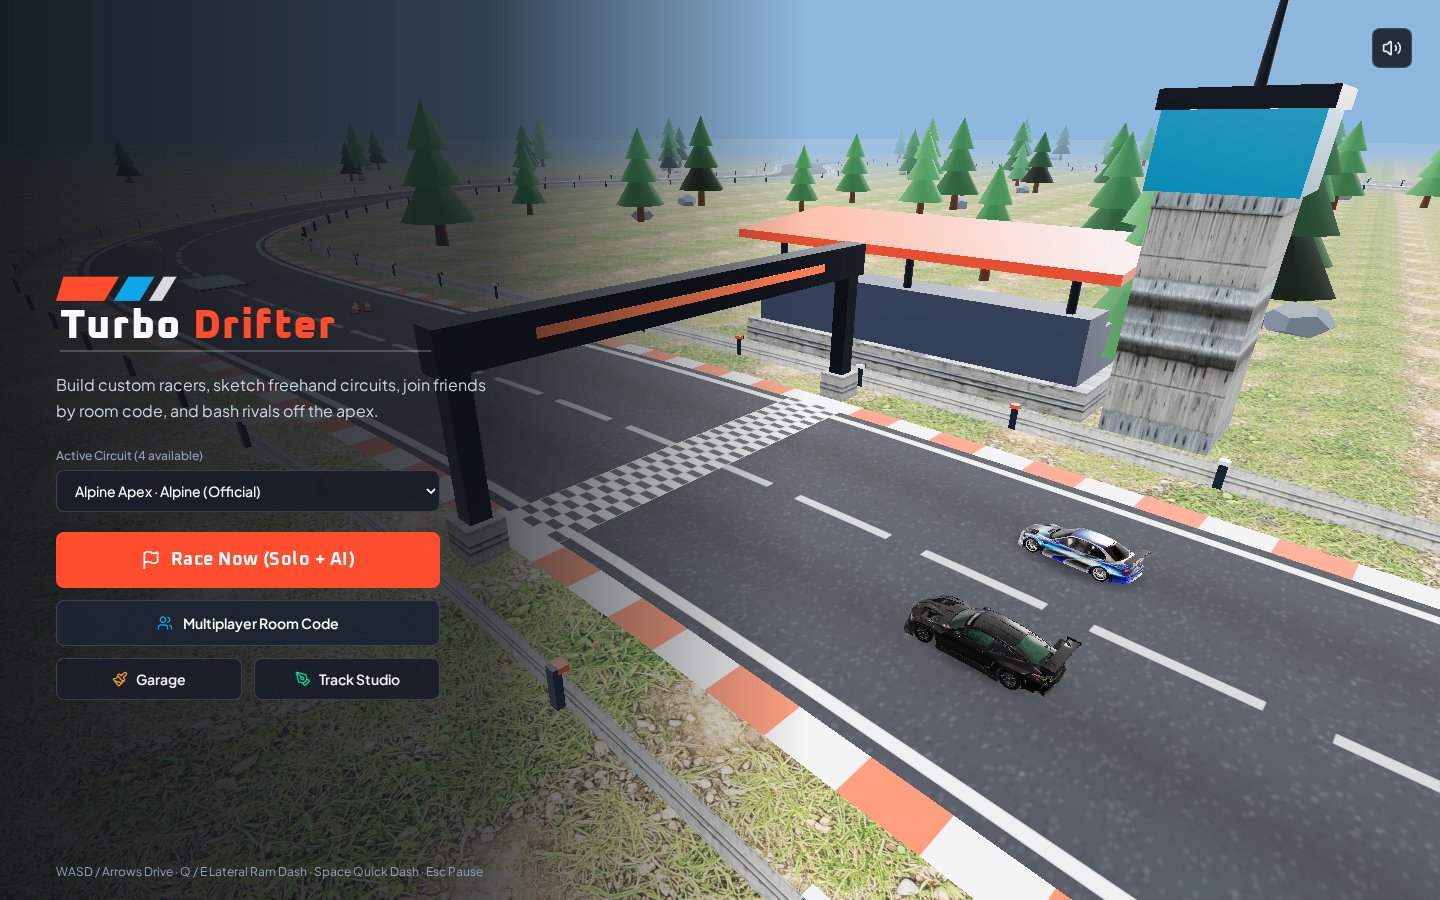 Turbo Drifter
Build custom racers, sketch freehand circuits, join friends
by room code, and bash rivals off the apex.
Active Circuit (4 available)
Alpine Apex · Alpine (Official)
Race Now (Solo + AI)
Multiplayer Room Code
Garage
Track Studio
WASD / Arrows Drive · Q / E Lateral Ram Dash · Space Quick Dash · Esc Pause